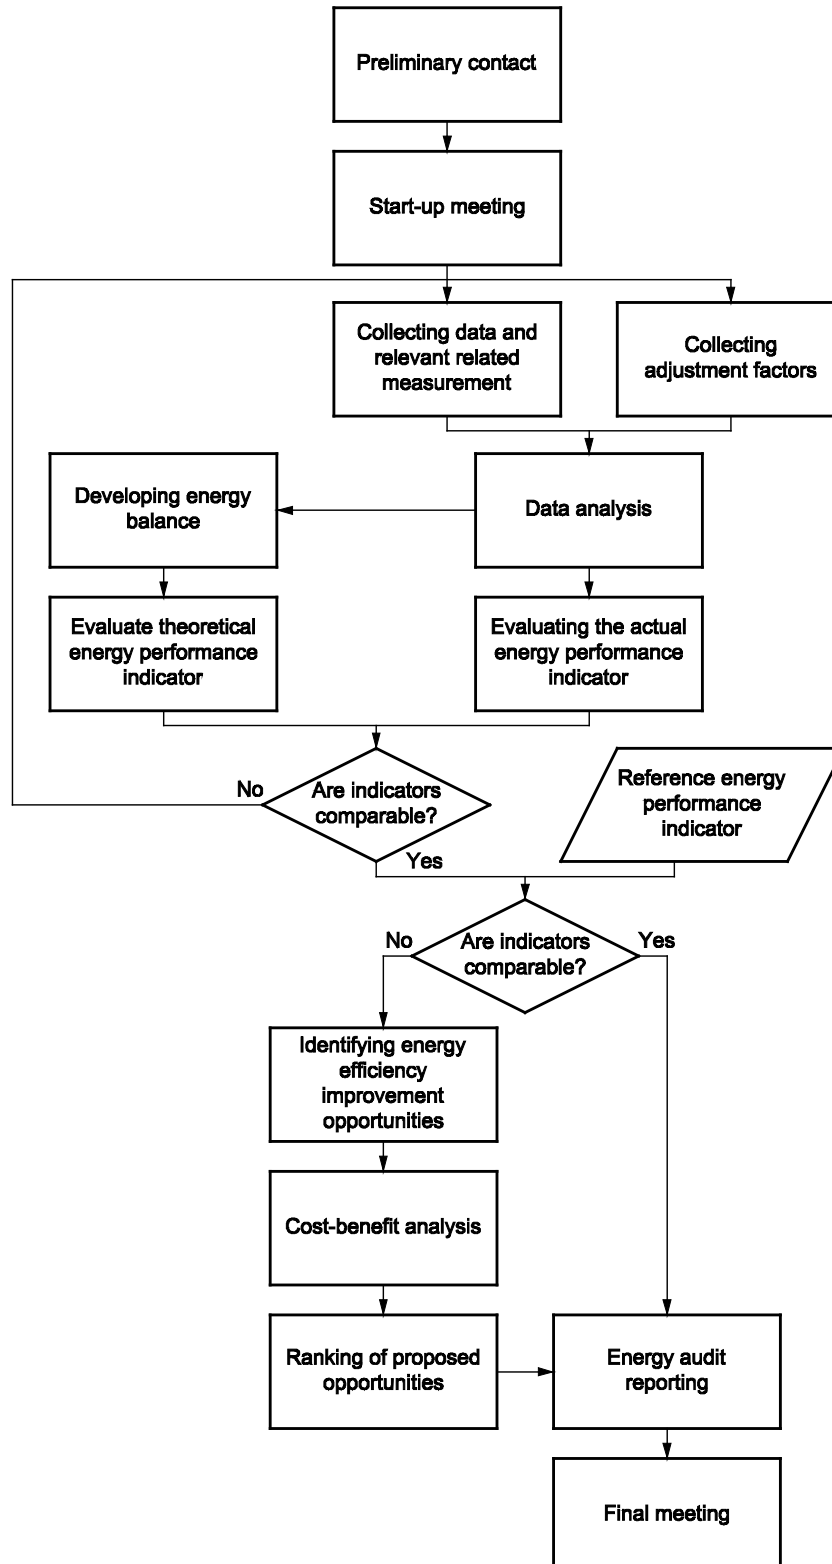 Preliminary contact
Start-up meeting
Collecting data and
relevant related
measurement
Collecting
adjustment factors
Developing energy
balance
Data analysis
Evaluate theoretical
energy performance
indicator
Evaluating the actual
energy performance
indicator
No
Are indicators
comparable?
Yes
Reference energy
performance
indicator
No
Are indicators
comparable?
Yes
Identifying energy
efficiency
improvement
opportunities
Cost-benefit analysis
Ranking of proposed
opportunities
Energy audit
reporting
Final meeting